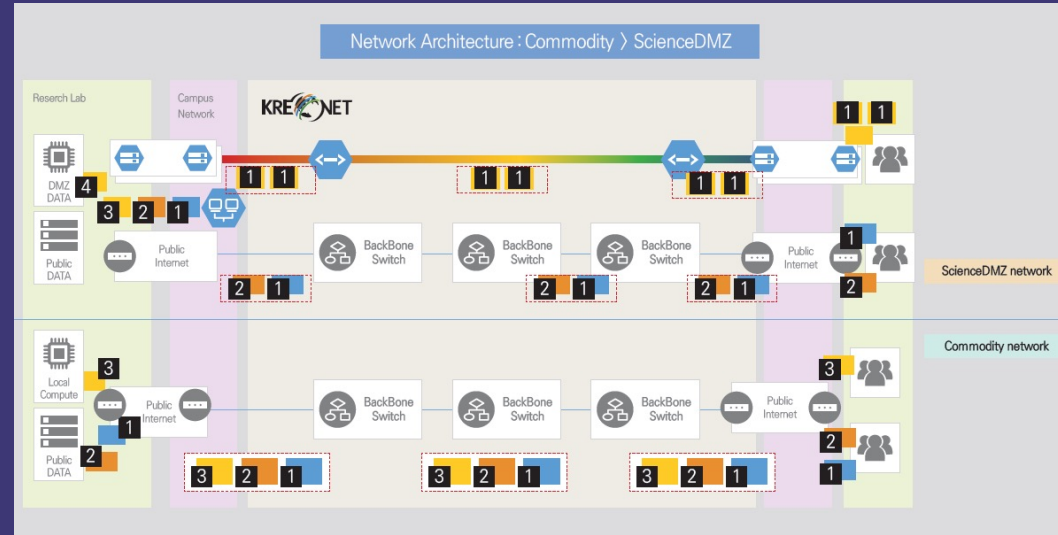 Network Architecture : Commodity 〉 ScienceDMZ
Reserch Lab
Campus
Network
KREONET
1 1
DMZ
DATA
4
1 1
1 1
1 1
3 2 1
Public
DATA
Public
Internet
BackBone
Switch
BackBone
Switch
BackBone
Switch
Public
Internet
1
2
2 1
2 1
2 1
ScienceDMZ network
Commodity network
Local
Compute
3
Public
Internet
1
Public
DATA
2
BackBone
Switch
BackBone
Switch
BackBone
Switch
Public
Internet
3
2
1
3 2 1
3 2 1
3 2 1